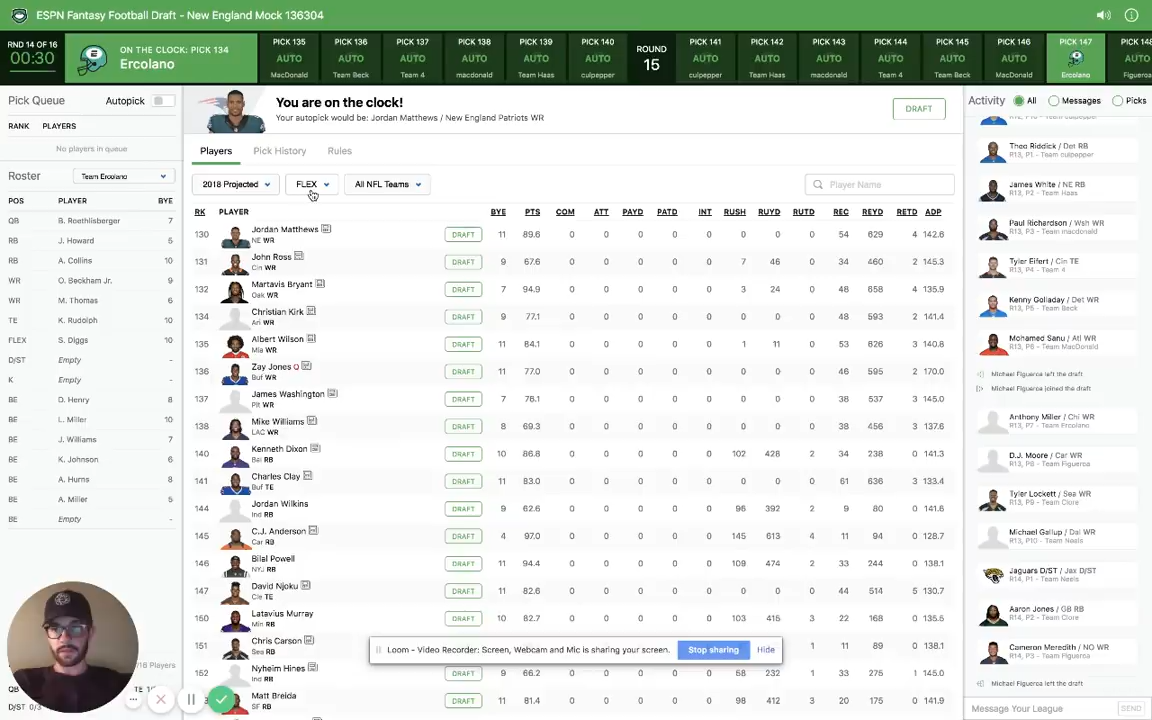 ESPN Fantasy Football Draft - New England Mock 136304
RND 14 OF 16
00:30
ON THE CLOCK: PICK 134
Ercolano
PICK 135 AUTO MacDonald
PICK 136 AUTO Team Beck
PICK 137 AUTO Team 4
PICK 138 AUTO macdonald
PICK 139 AUTO Team Haas
PICK 140 AUTO culpepper
ROUND 15
PICK 141 AUTO culpepper
PICK 142 AUTO Team Haas
PICK 143 AUTO macdonald
PICK 144 AUTO Team 4
PICK 145 AUTO Team Beck
PICK 146 AUTO MacDonald
PICK 147 Ercolano
PICK 148 AUTO Figueroa
Pick Queue Autopick
RANK PLAYERS
No players in queue
Roster Team Ercolano
POS PLAYER BYE
QB B. Roethlisberger 7
RB J. Howard 5
RB A. Collins 10
WR O. Beckham Jr. 9
WR M. Thomas 6
TE K. Rudolph 10
FLEX S. Diggs 10
D/ST Empty -
K Empty -
BE D. Henry 8
BE L. Miller 10
BE J. Williams 7
BE K. Johnson 6
BE A. Hurns 8
BE A. Miller 5
BE Empty -
You are on the clock!
Your autopick would be: Jordan Matthews / New England Patriots WR
DRAFT
Players Pick History Rules
2018 Projected FLEX All NFL Teams Player Name
RK PLAYER BYE PTS COM ATT PAYD PATD INT RUSH RUYD RUTD REC REYD RETD ADP
130 Jordan Matthews NE WR DRAFT 11 89.6 0 0 0 0 0 0 0 0 54 629 4 142.6
131 John Ross Cin WR DRAFT 9 67.6 0 0 0 0 0 7 46 0 34 460 2 145.3
132 Martavis Bryant Oak WR DRAFT 7 94.9 0 0 0 0 0 3 24 0 48 658 4 135.9
134 Christian Kirk Ari WR DRAFT 9 77.1 0 0 0 0 0 0 0 0 48 593 2 141.4
135 Albert Wilson Mia WR DRAFT 11 84.1 0 0 0 0 0 1 11 0 53 626 3 140.8
136 Zay Jones O Buf WR DRAFT 11 77.0 0 0 0 0 0 0 0 0 46 595 2 170.0
137 James Washington Pit WR DRAFT 7 76.1 0 0 0 0 0 0 0 0 38 537 3 145.0
138 Mike Williams LAC WR DRAFT 8 69.3 0 0 0 0 0 0 0 0 38 456 3 137.6
140 Kenneth Dixon Bal RB DRAFT 10 86.8 0 0 0 0 0 102 428 2 34 238 0 141.3
141 Charles Clay Buf TE DRAFT 11 83.0 0 0 0 0 0 0 0 0 61 636 3 133.4
144 Jordan Wilkins Ind RB DRAFT 9 62.6 0 0 0 0 0 96 392 2 9 80 0 141.6
145 C.J. Anderson Car RB DRAFT 4 97.0 0 0 0 0 0 145 613 4 11 94 0 128.7
146 Bilal Powell NYJ RB DRAFT 11 94.4 0 0 0 0 0 109 474 2 33 244 0 138.1
147 David Njoku Cle TE DRAFT 11 82.6 0 0 0 0 0 0 0 0 44 514 5 130.7
150 Latavius Murray Min RB DRAFT 10 82.7 0 0 0 0 0 103 415 3 22 168 0 135.5
151 Chris Carson Sea RB 1 11 89 0 138.1
152 Nyheim Hines Ind RB DRAFT 9 66.2 0 0 0 0 0 58 232 1 33 275 1 145.0
Matt Breida SF RB DRAFT 11 81.4 0 0 0 0 0 98 412 3 20 175 0 141.9
Loom - Video Recorder: Screen, Webcam and Mic is sharing your screen. Stop sharing Hide
Players
QB TE
D/ST 0/3
Activity All Messages Picks
Theo Riddick / Det RB
R13, P1 - Team culpepper
James White / NE RB
R13, P2 - Team Haas
Paul Richardson / Wsh WR
R13, P3 - Team macdonald
Tyler Eifert / Cin TE
R13, P4 - Team 4
Kenny Golladay / Det WR
R13, P5 - Team Beck
Mohamed Sanu / Atl WR
R13, P6 - Team MacDonald
Michael Figueroa left the draft
Michael Figueroa joined the draft
Anthony Miller / Chi WR
R13, P7 - Team Ercolano
D.J. Moore / Car WR
R13, P8 - Team Figueroa
Tyler Lockett / Sea WR
R13, P9 - Team Clore
Michael Gallup / Dal WR
R13, P10 - Team Neels
Jaguars D/ST / Jax D/ST
R14, P1 - Team Neels
Aaron Jones / GB RB
R14, P2 - Team Clore
Cameron Meredith / NO WR
R14, P3 - Team Figueroa
Michael Figueroa left the draft
Message Your League SEND